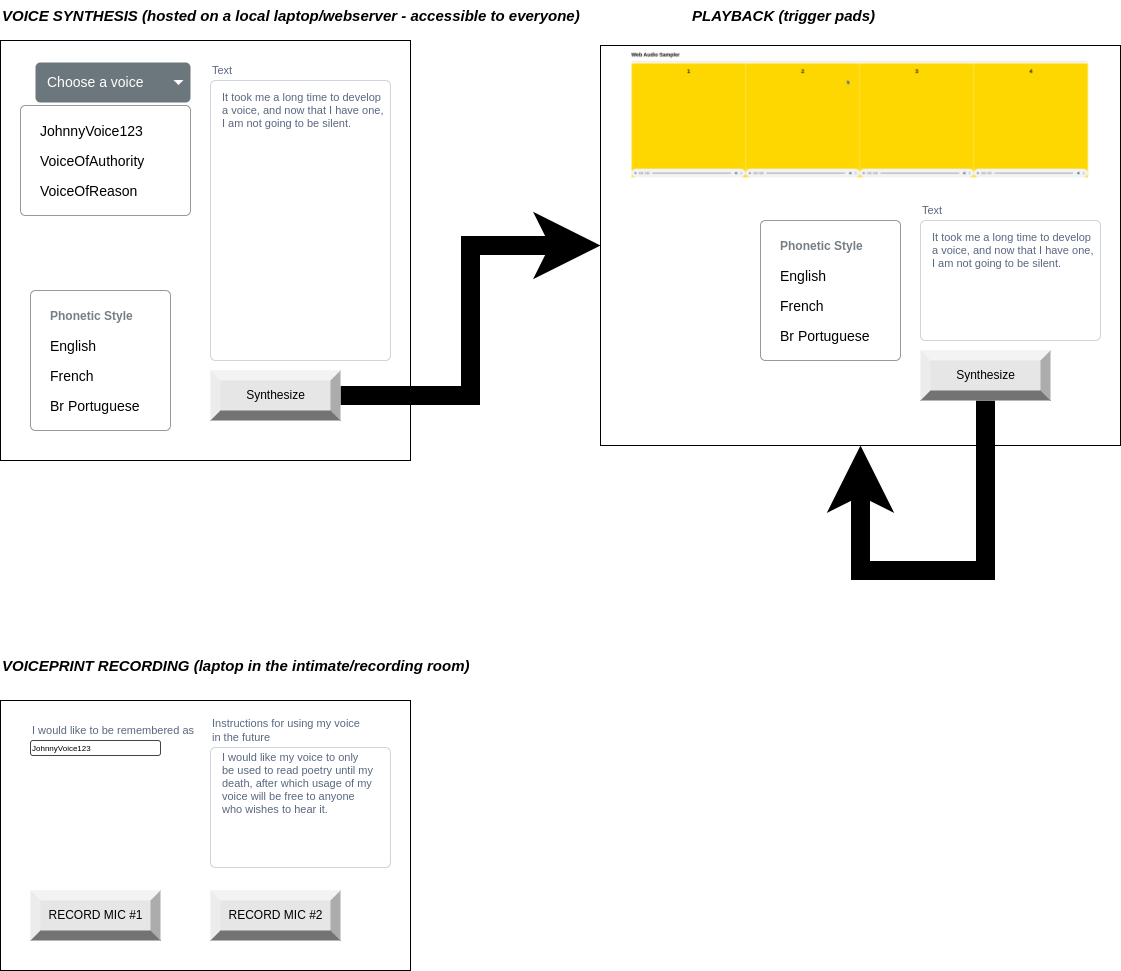 VOICE SYNTHESIS (hosted on a local laptop/webserver - accessible to everyone)
Choose a voice
JohnnyVoice123
VoiceOfAuthority
VoiceOfReason
Text
It took me a long time to develop
a voice, and now that I have one,
I am not going to be silent.
Phonetic Style
English
French
Br Portuguese
Synthesize
PLAYBACK (trigger pads)
Web Audio Sampler
1
2
3
4
Phonetic Style
English
French
Br Portuguese
Text
It took me a long time to develop
a voice, and now that I have one,
I am not going to be silent.
Synthesize
VOICEPRINT RECORDING (laptop in the intimate/recording room)
I would like to be remembered as
JohnnyVoice123
Instructions for using my voice
in the future
I would like my voice to only
be used to read poetry until my
death, after which usage of my
voice will be free to anyone
who wishes to hear it.
RECORD MIC #1
RECORD MIC #2